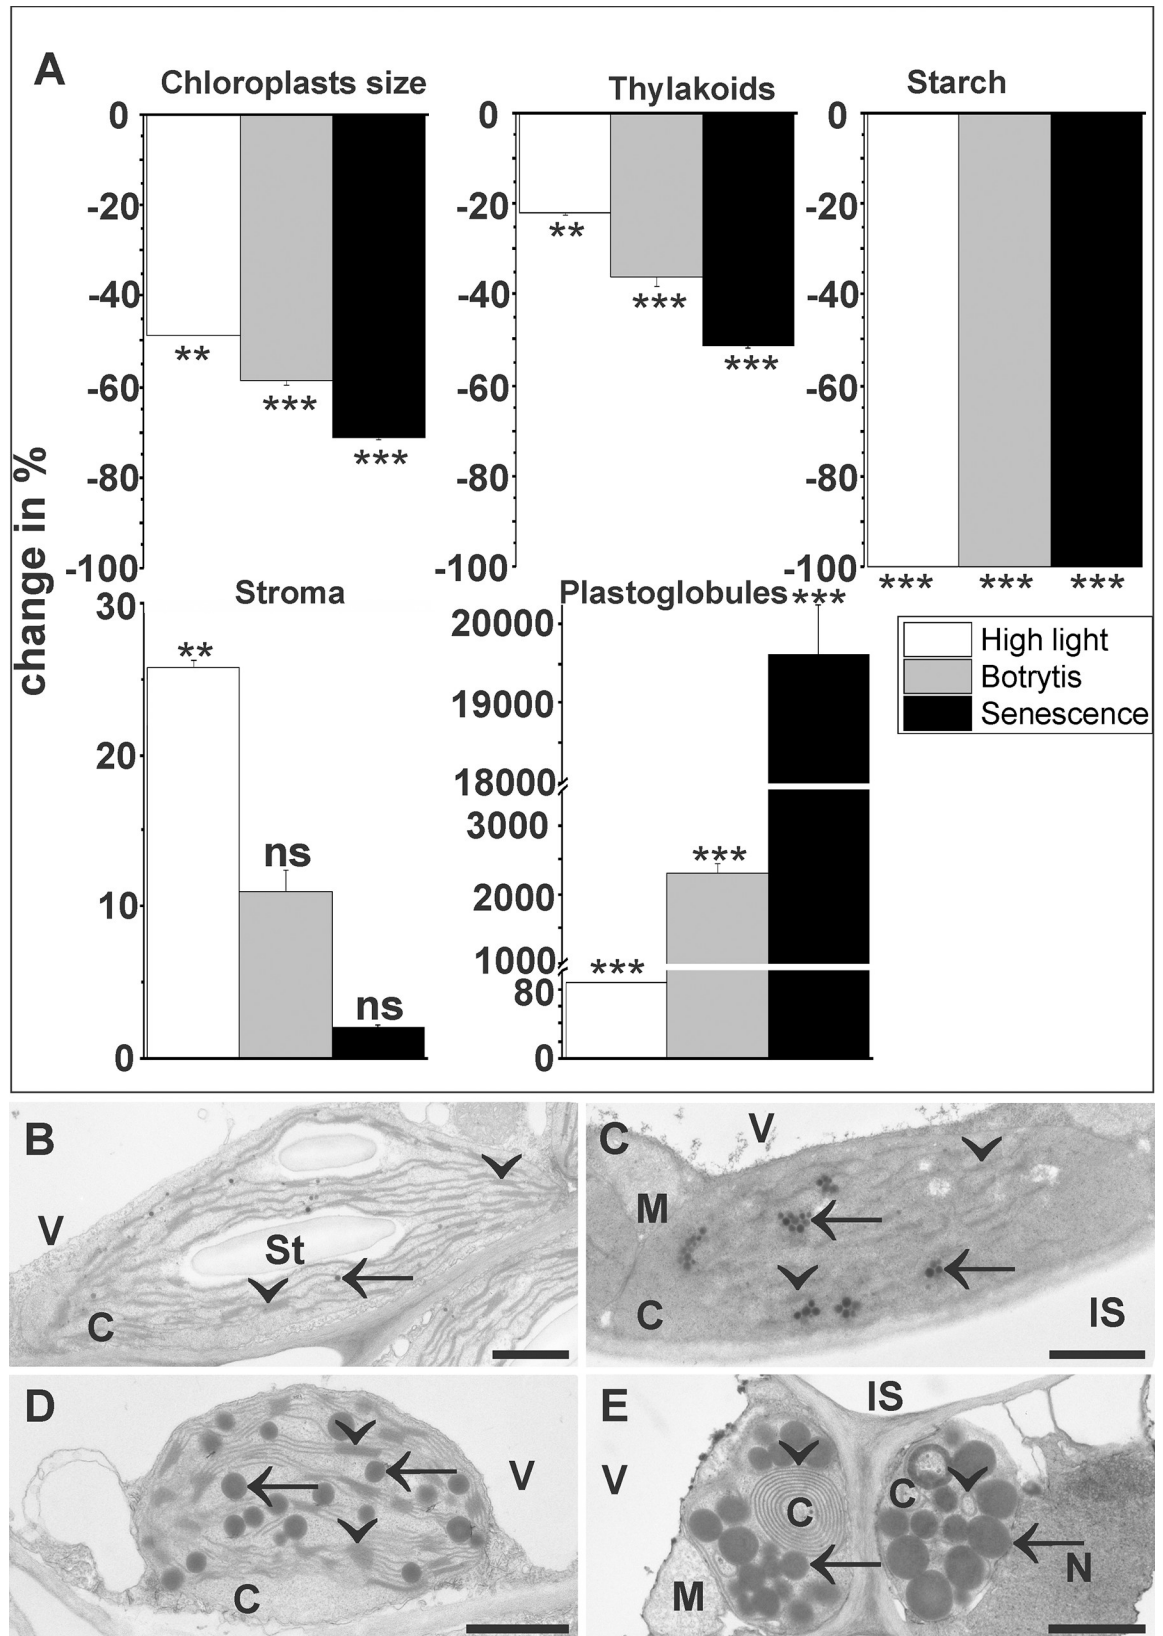 A
Chloroplasts size
Thylakoids
Starch
0
0
0
-20
-20
-20
**
**
-40
-40
-40
***
**
***
-60
-60
-60
***
***
-80
-80
-80
-100
-100
-100
*** *** ***
change in %
Stroma
Plastoglobules
***
30
20000
**
High light
Botrytis
Senescence
19000
20
18000
3000
ns
***
2000
10
1000
***
80
ns
0
0
B
V
St
C
C
V
M
C
IS
D
V
C
E
IS
V
C
C
M
N